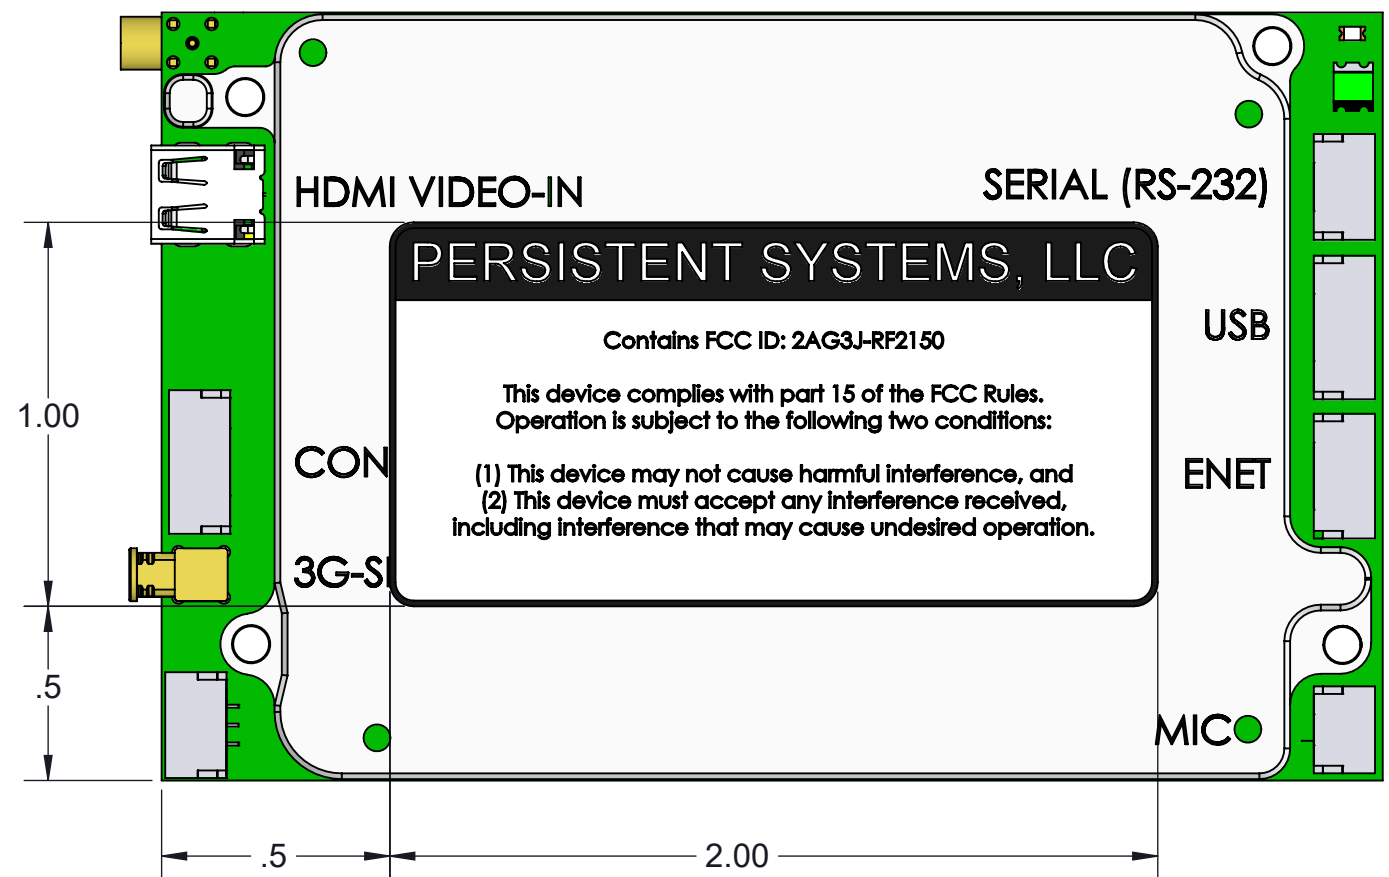 HDMI VIDEO-IN
SERIAL (RS-232)
PERSISTENT SYSTEMS, LLC
USB
Contains FCC ID: 2AG3J-RF2150
This device complies with part 15 of the FCC Rules.
Operation is subject to the following two conditions:
1.00
CON
ENET
(1) This device may not cause harmful interference, and
(2) This device must accept any interference received,
including interference that may cause undesired operation.
3G-S
.5
MIC
.5
2.00